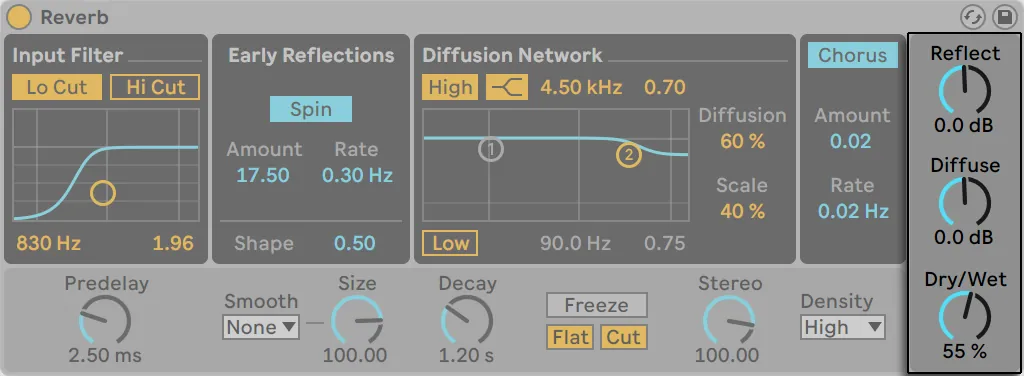 Reverb
Input Filter
Lo Cut Hi Cut
830 Hz 1.96
Early Reflections
Spin
Amount Rate
17.50 0.30 Hz
Shape 0.50
Diffusion Network
High 4.50 kHz 0.70
1
2
Diffusion
60 %
Scale
40 %
Low 90.0 Hz 0.75
Chorus
Amount
0.02
Rate
0.02 Hz
Reflect
0.0 dB
Diffuse
0.0 dB
Dry/Wet
55 %
Predelay
2.50 ms
Smooth
None
Size
100.00
Decay
1.20 s
Freeze
Flat Cut
Stereo
100.00
Density
High